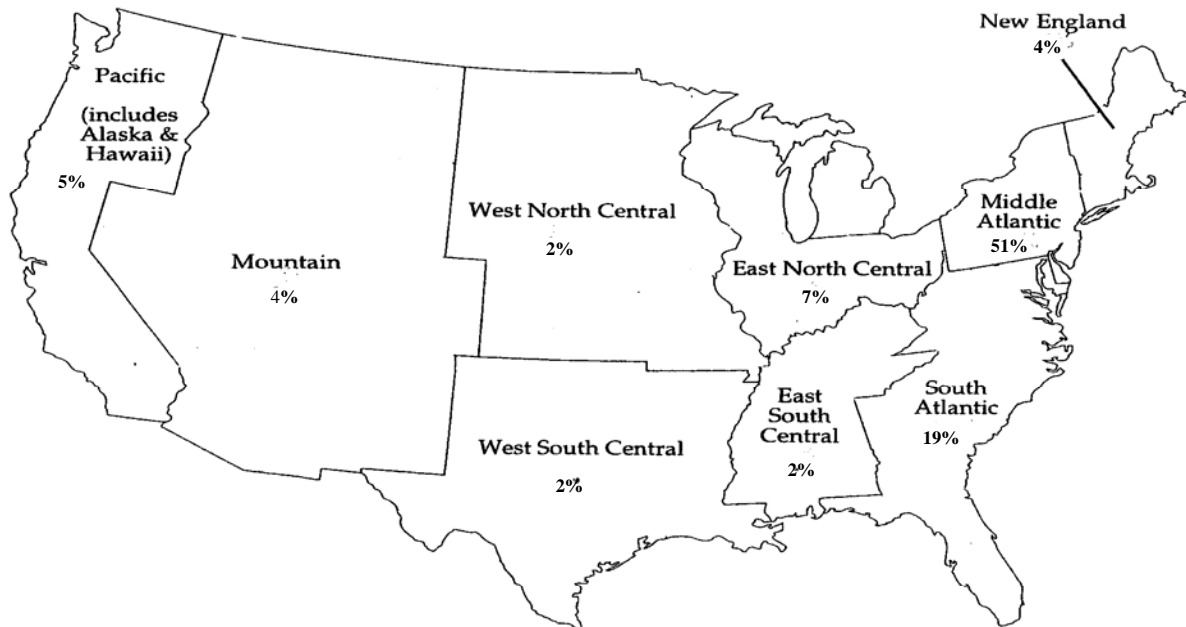 New England
4%
Pacific
(includes
Alaska &
Hawaii)
5%
Mountain
4%
West North Central
2%
East North Central
7%
Middle
Atlantic
51%
West South Central
2%
East
South
Central
2%
South
Atlantic
19%